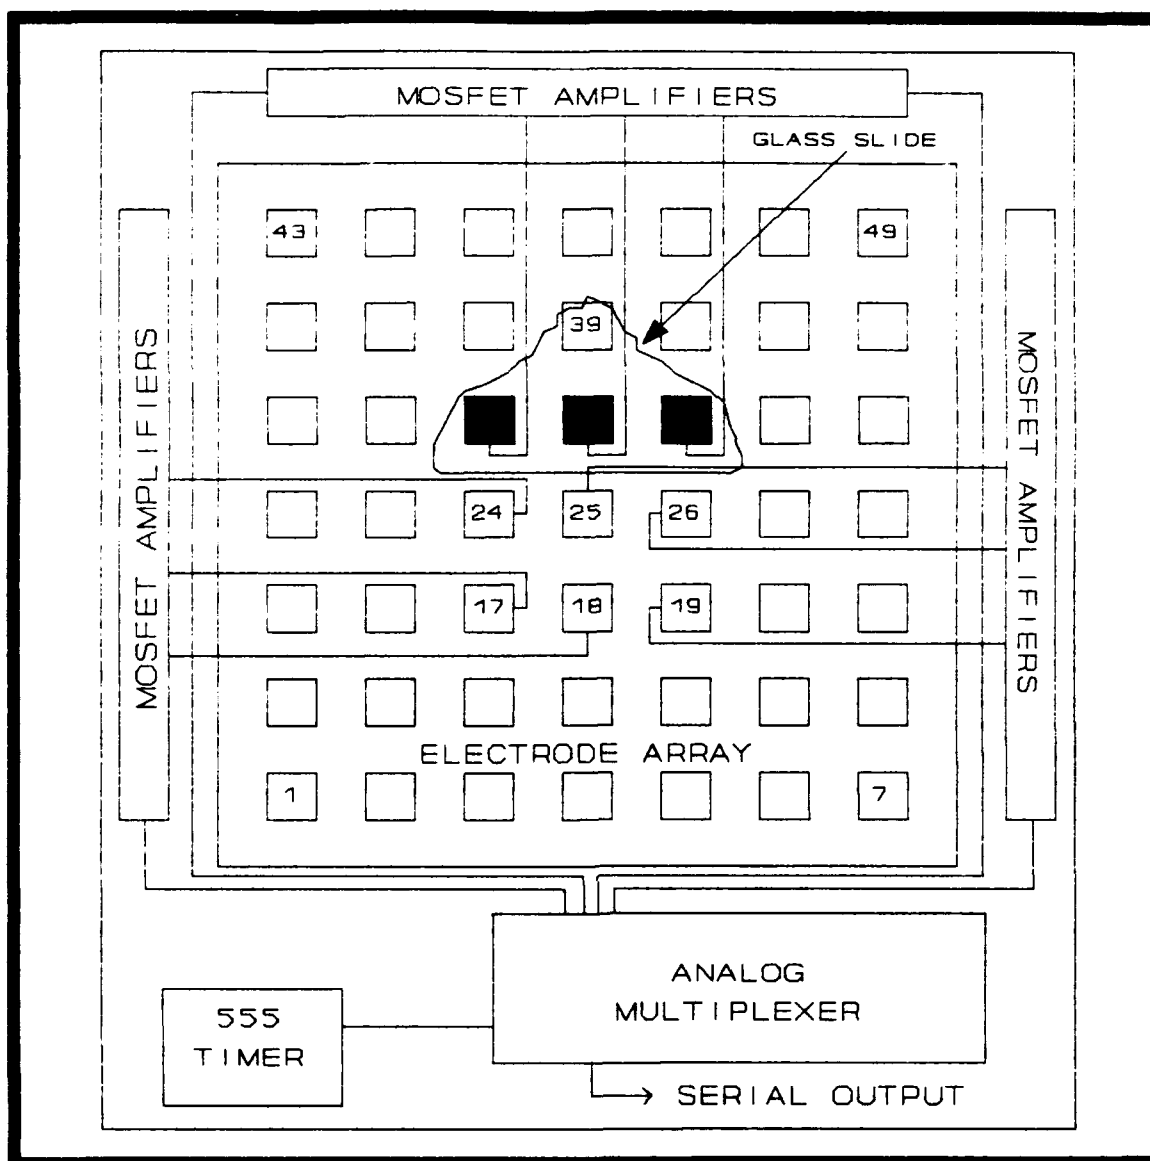 MOSFET AMPLIFIERS
GLASS SLIDE
43
49
39
MOSFET AMPLIFIERS
MOSFET AMPLIFIERS
24
25
26
17
18
19
ELECTRODE ARRAY
1
7
ANALOG
MULTIPLEXER
555
TIMER
SERIAL OUTPUT